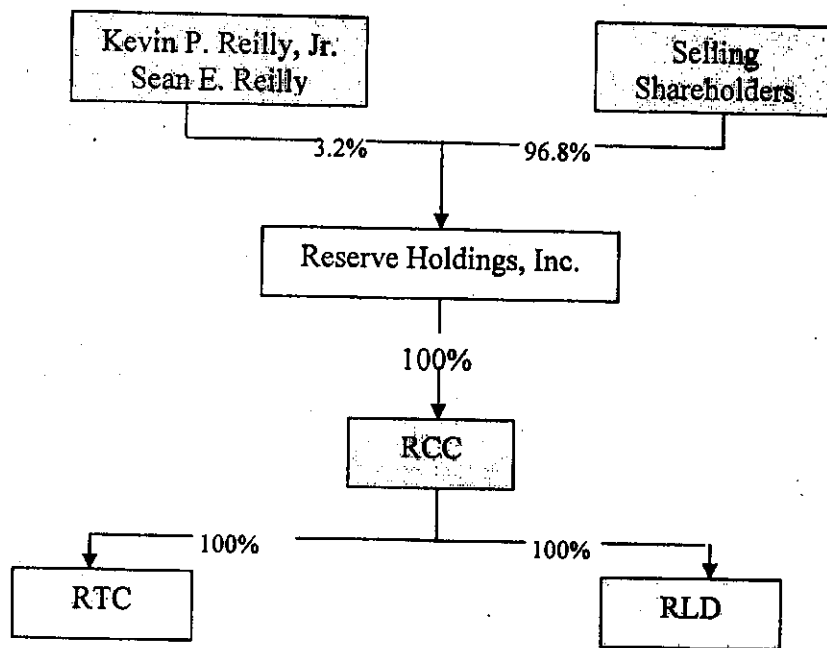 Kevin P. Reilly, Jr.
Sean E. Reilly
Selling
Shareholders
3.2%
96.8%
Reserve Holdings, Inc.
100%
RCC
100%
100%
RTC
RLD